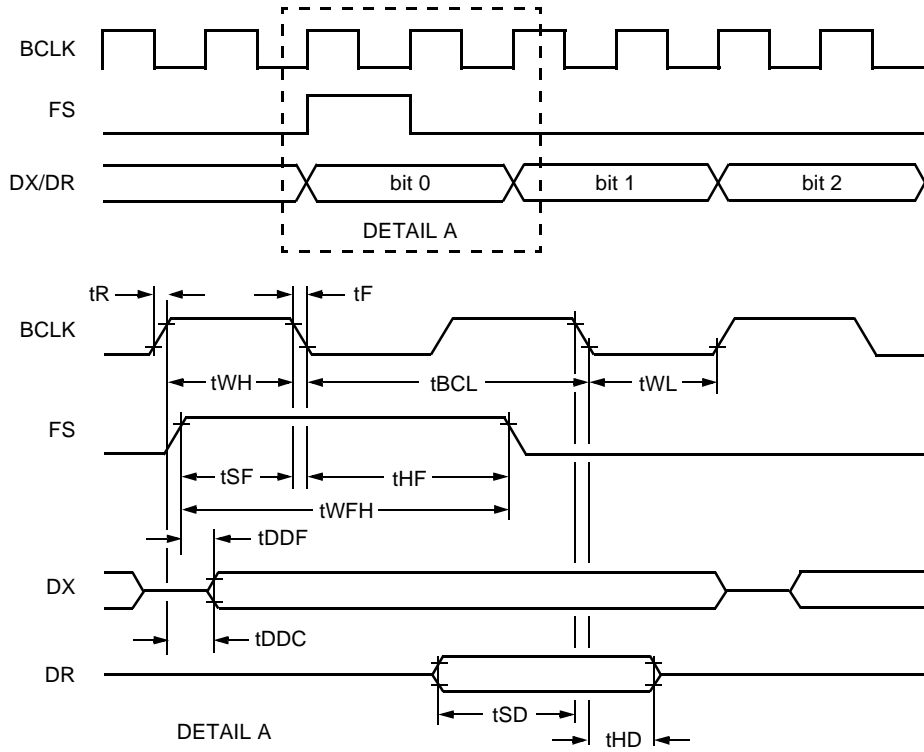 BCLK
FS
DX/DR
bit 0
bit 1
bit 2
DETAIL A
tR
tF
BCLK
tWH
tBCL
tWL
FS
tSF
tHF
tWFH
tDDF
DX
tDDC
DR
tSD
tHD
DETAIL A